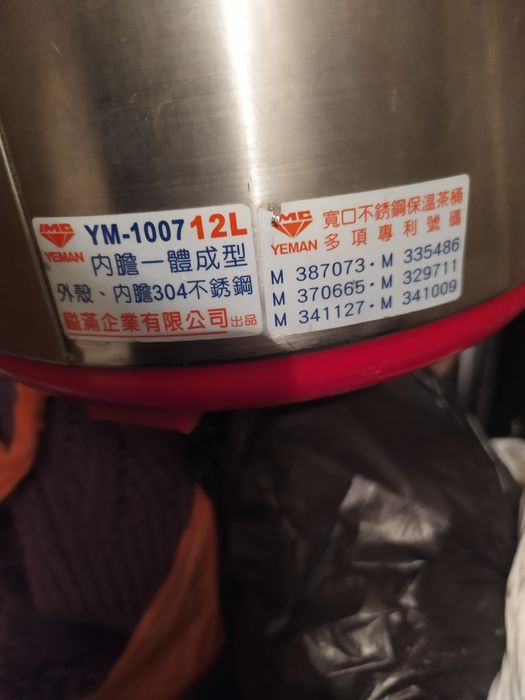 IMC
YEMAN
YM-1007 12L
內膽一體成型
外殼、內膽304不銹鋼
鎰滿企業有限公司出品
IMC
YEMAN
寬口不銹鋼保溫茶桶
多項專利號碼
M 387073·M 335486
M 370665·M 329711
M 341127·M 341009